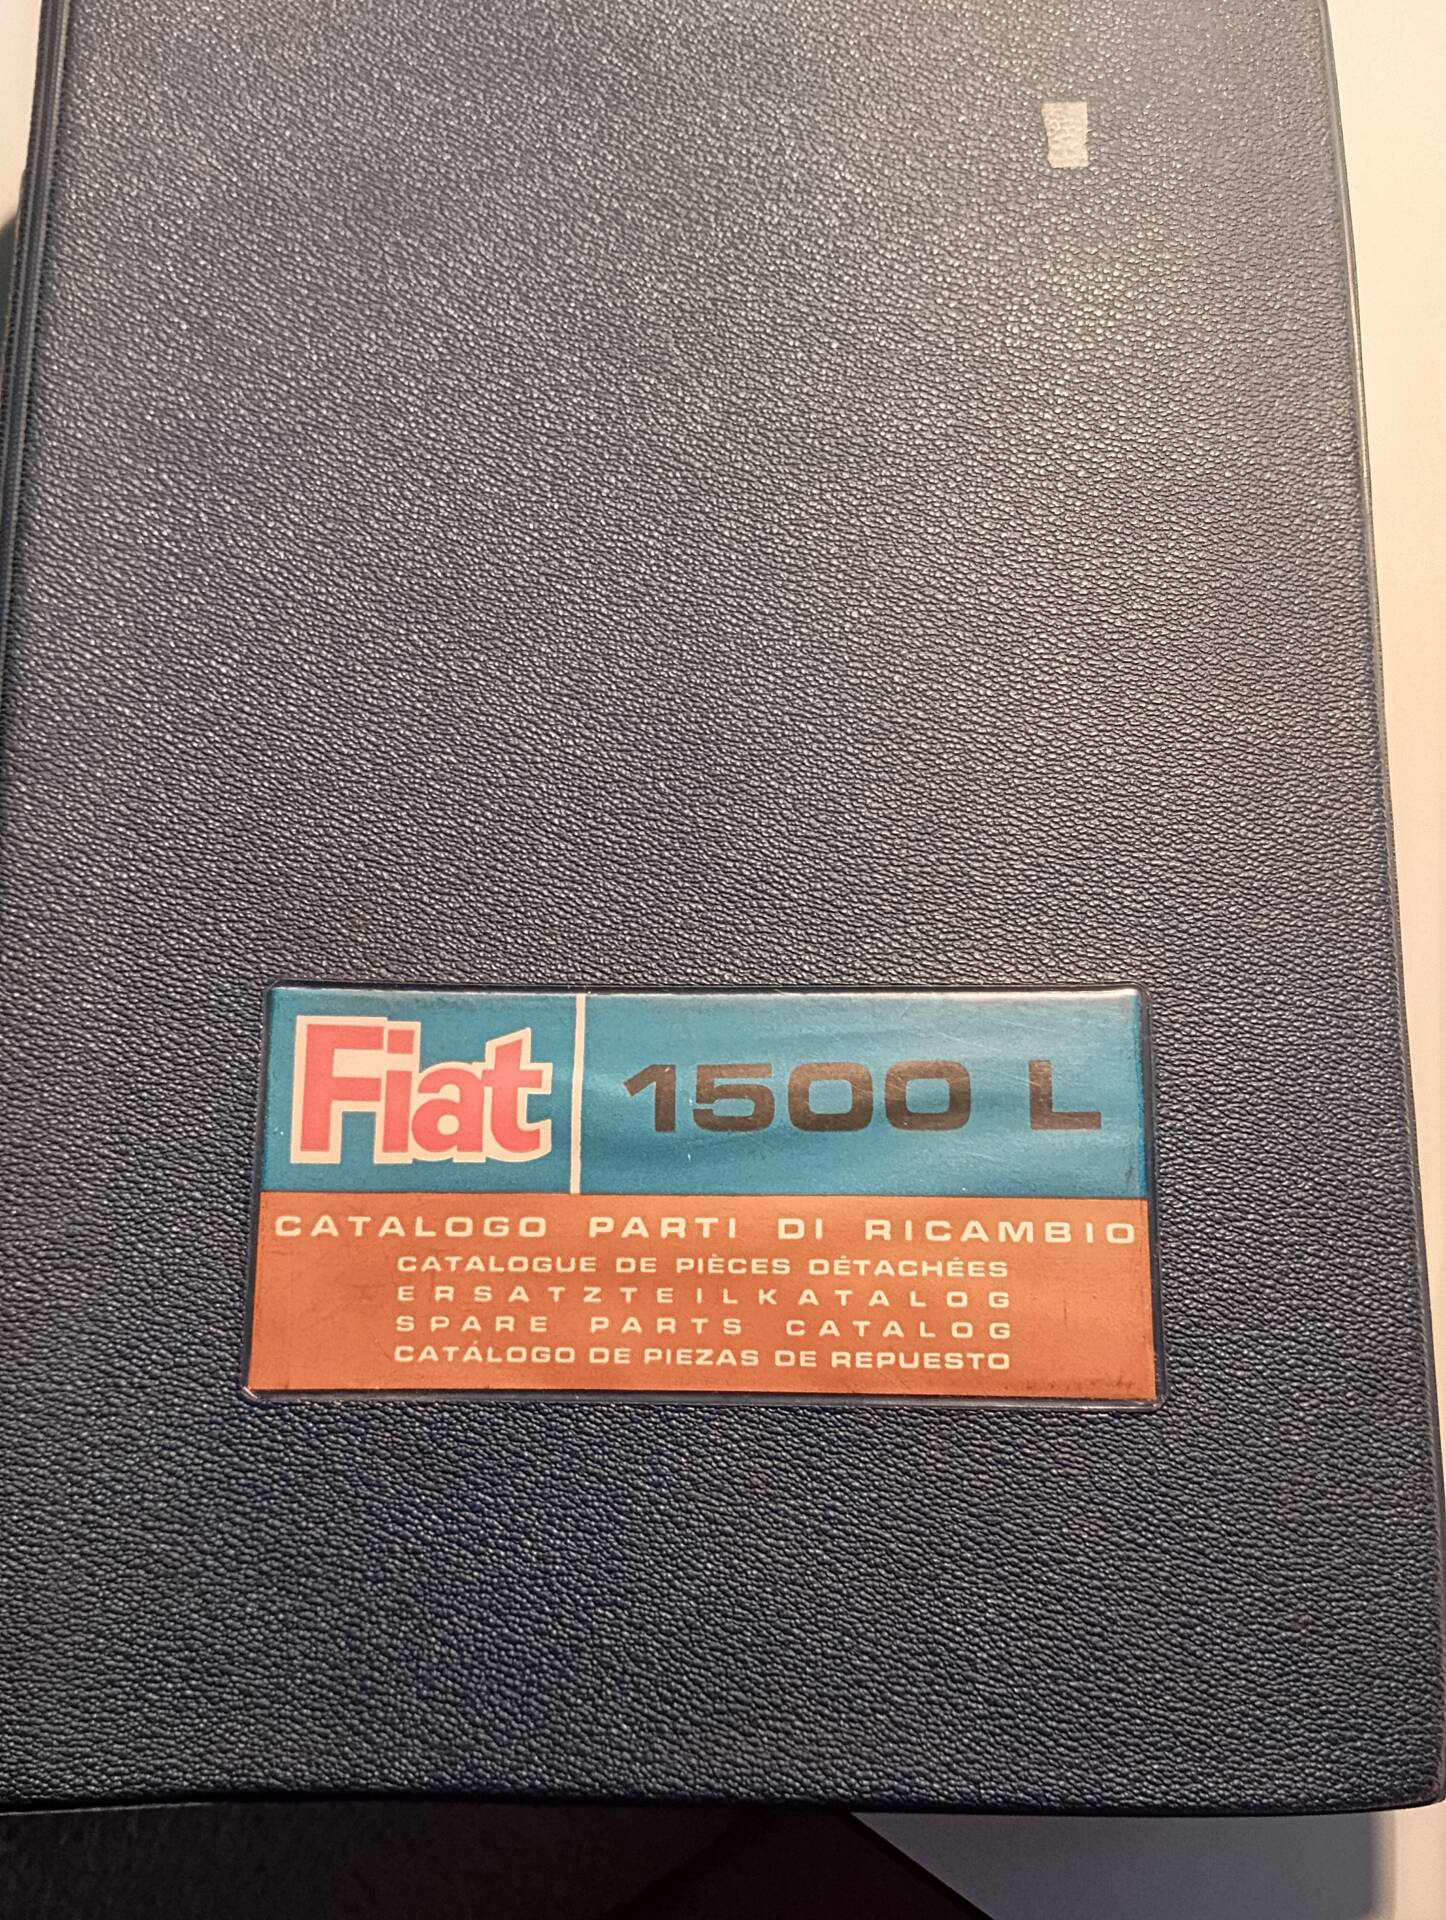 Fiat
1500 L
CATALOGO PARTI DI RICAMBIO
CATALOGUE DE PIÈCES DÉTACHÉES
ERSATZTEILKATALOG
SPARE PARTS CATALOG
CATÁLOGO DE PIEZAS DE REPUESTO